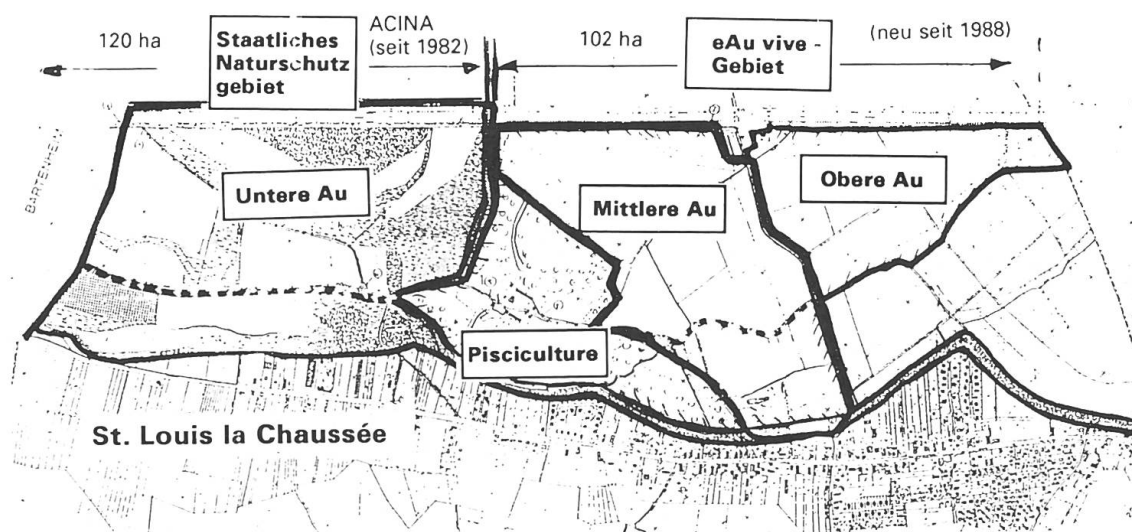 120 ha
Staatliches
Naturschutz
gebiet
ACINA
(seit 1982)
102 ha
eAu vive -
Gebiet
(neu seit 1988)
BARTENHEIM
Untere Au
Mittlere Au
Obere Au
Pisciculture
St. Louis la Chaussée